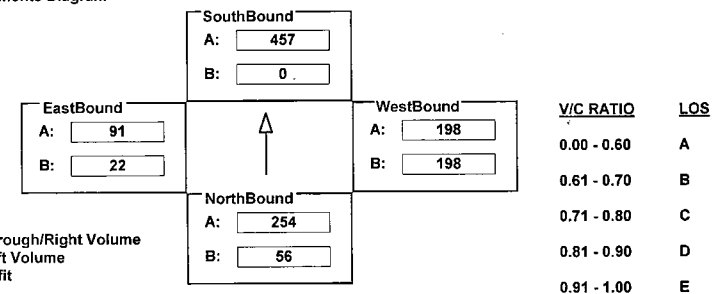 SouthBound
A: 457
B: 0
EastBound
A: 91
B: 22
WestBound
A: 198
B: 198
NorthBound
A: 254
B: 56
V/C RATIO LOS
0.00 - 0.60 A
0.61 - 0.70 B
0.71 - 0.80 C
0.81 - 0.90 D
0.91 - 1.00 E
rough/Right Volume
ft Volume
fit